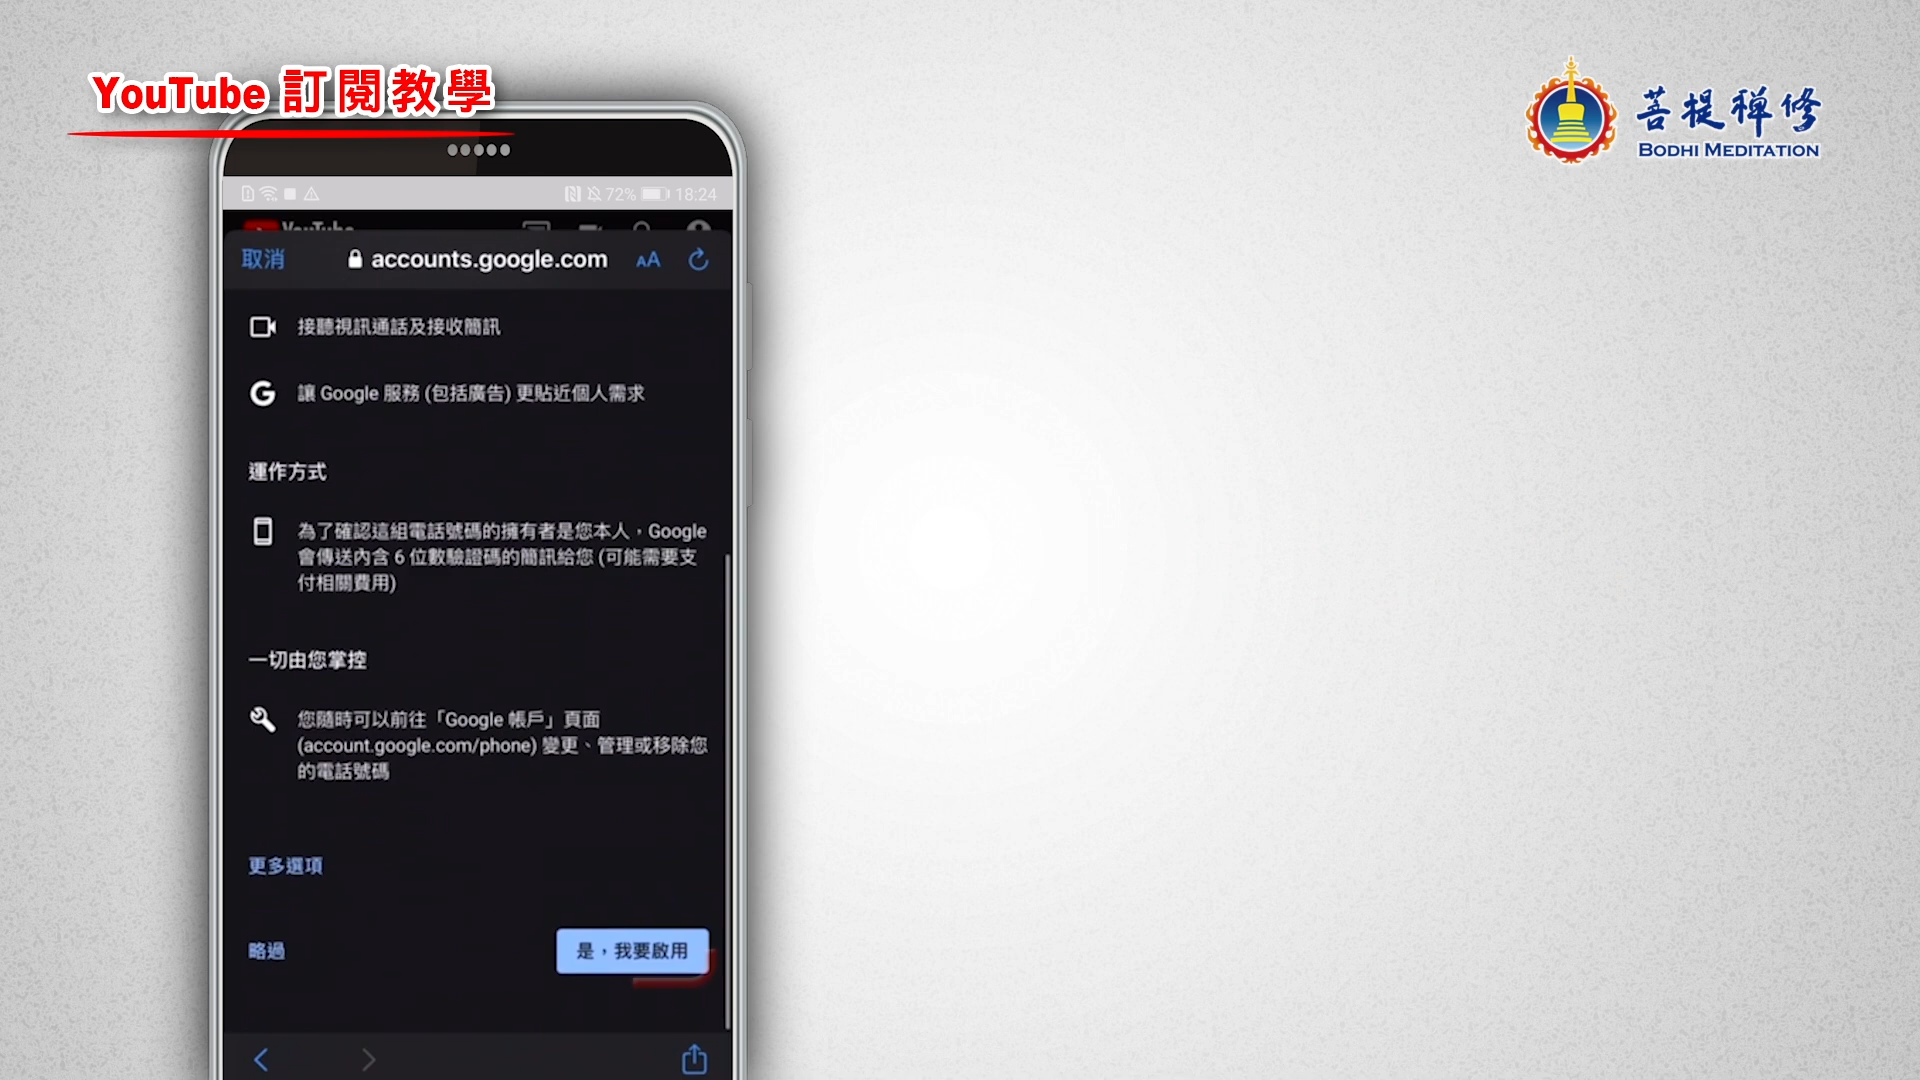 YouTube 訂閱教學
菩提禪修
BODHI MEDITATION
72% 18:24
YouTube
取消
accounts.google.com
AA
接聽視訊通話及接收簡訊
讓 Google 服務 (包括廣告) 更貼近個人需求
運作方式
為了確認這組電話號碼的擁有者是您本人，Google
會傳送內含 6 位數驗證碼的簡訊給您 (可能需要支
付相關費用)
一切由您掌控
您隨時可以前往「Google 帳戶」頁面
(account.google.com/phone) 變更、管理或移除您
的電話號碼
更多選項
略過
是，我要啟用